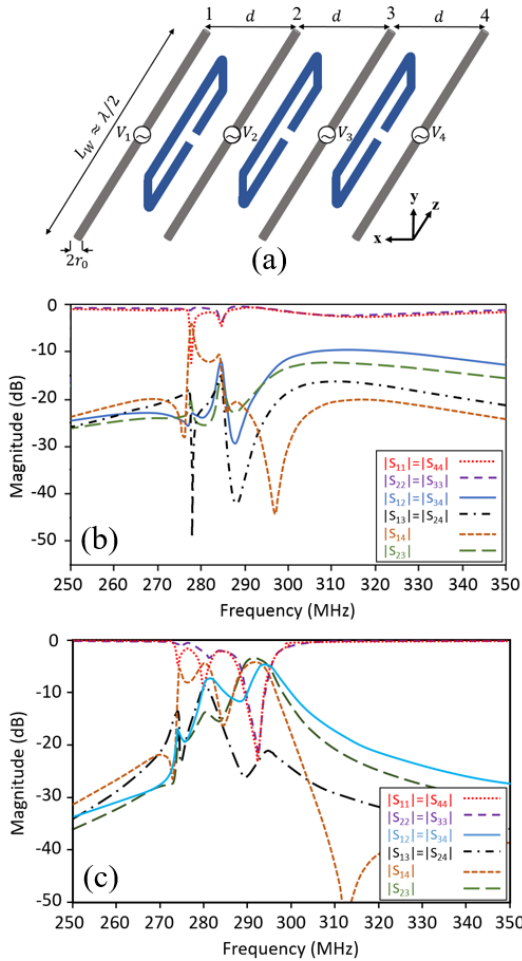 1 d 2 d 3 d 4
L_W ≈ λ/2
V_1 V_2 V_3 V_4
2r_0
y
z
x
(a)
0
-10
-20
-30
-40
-50
Magnitude (dB)
|S11|=|S44|
|S22|=|S33|
|S12|=|S34|
|S13|=|S24|
|S14|
|S23|
(b)
250 260 270 280 290 300 310 320 330 340 350
Frequency (MHz)
0
-10
-20
-30
-40
-50
Magnitude (dB)
|S11|=|S44|
|S22|=|S33|
|S12|=|S34|
|S13|=|S24|
|S14|
|S23|
(c)
250 260 270 280 290 300 310 320 330 340 350
Frequency (MHz)